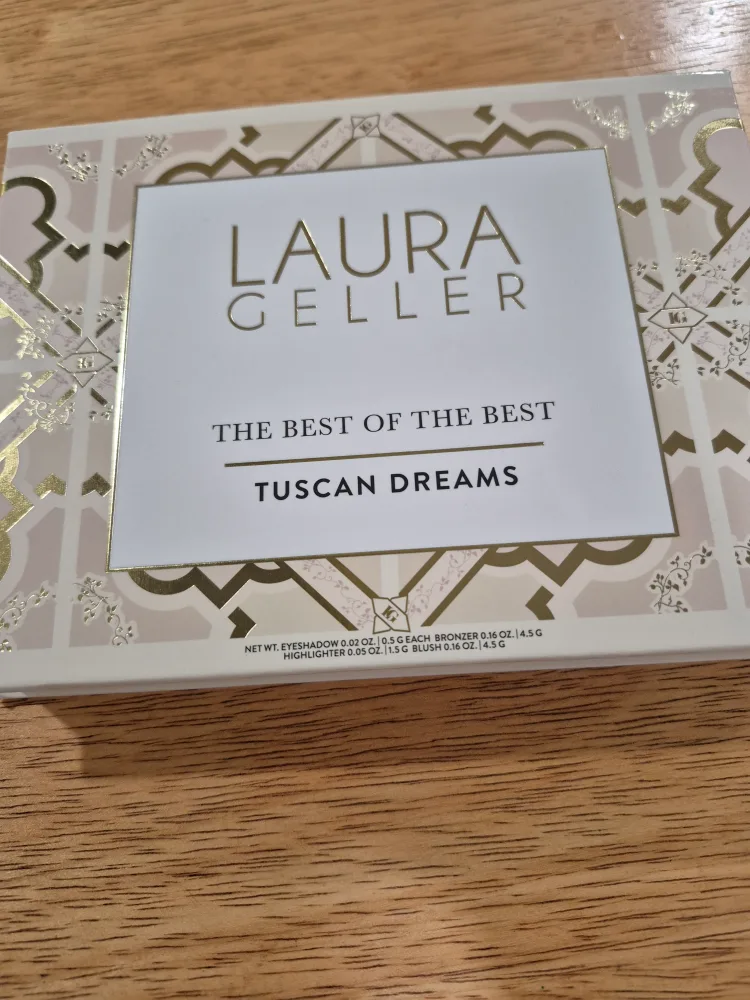 LAURA
GELLER
THE BEST OF THE BEST
TUSCAN DREAMS
NET WT. EYESHADOW 0.02 OZ. | 0.5 G EACH BRONZER 0.16 OZ. | 4.5 G
HIGHLIGHTER 0.05 OZ. | 1.5 G BLUSH 0.16 OZ. | 4.5 G